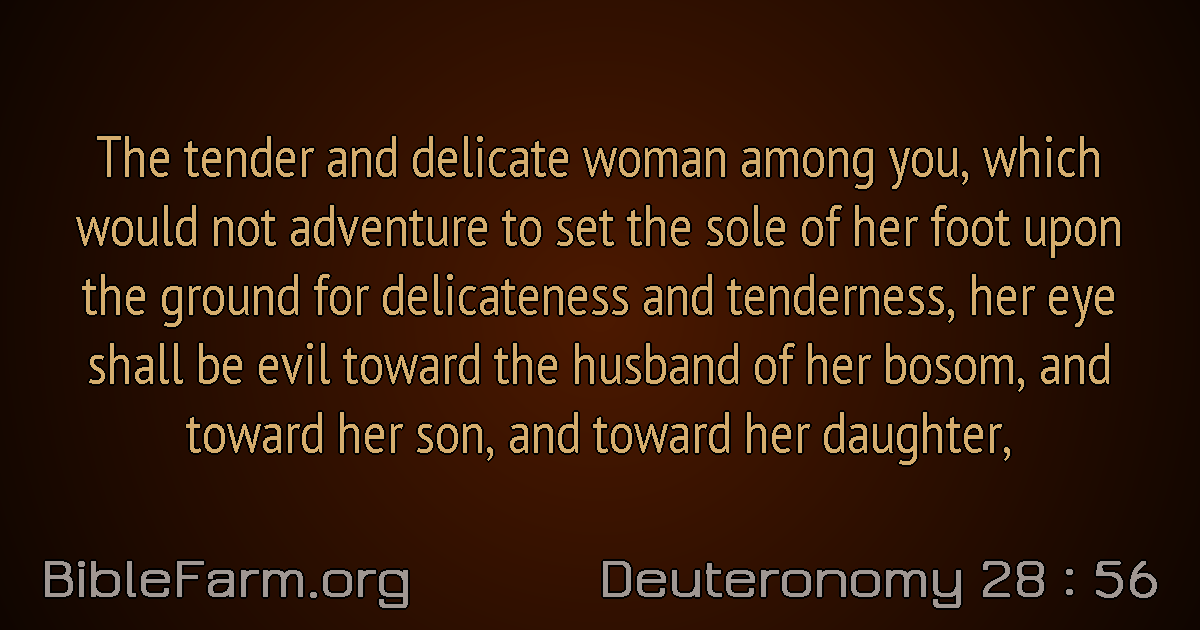 The tender and delicate woman among you, which
would not adventure to set the sole of her foot upon
the ground for delicateness and tenderness, her eye
shall be evil toward the husband of her bosom, and
toward her son, and toward her daughter,
BibleFarm.org
Deuteronomy 28 : 56